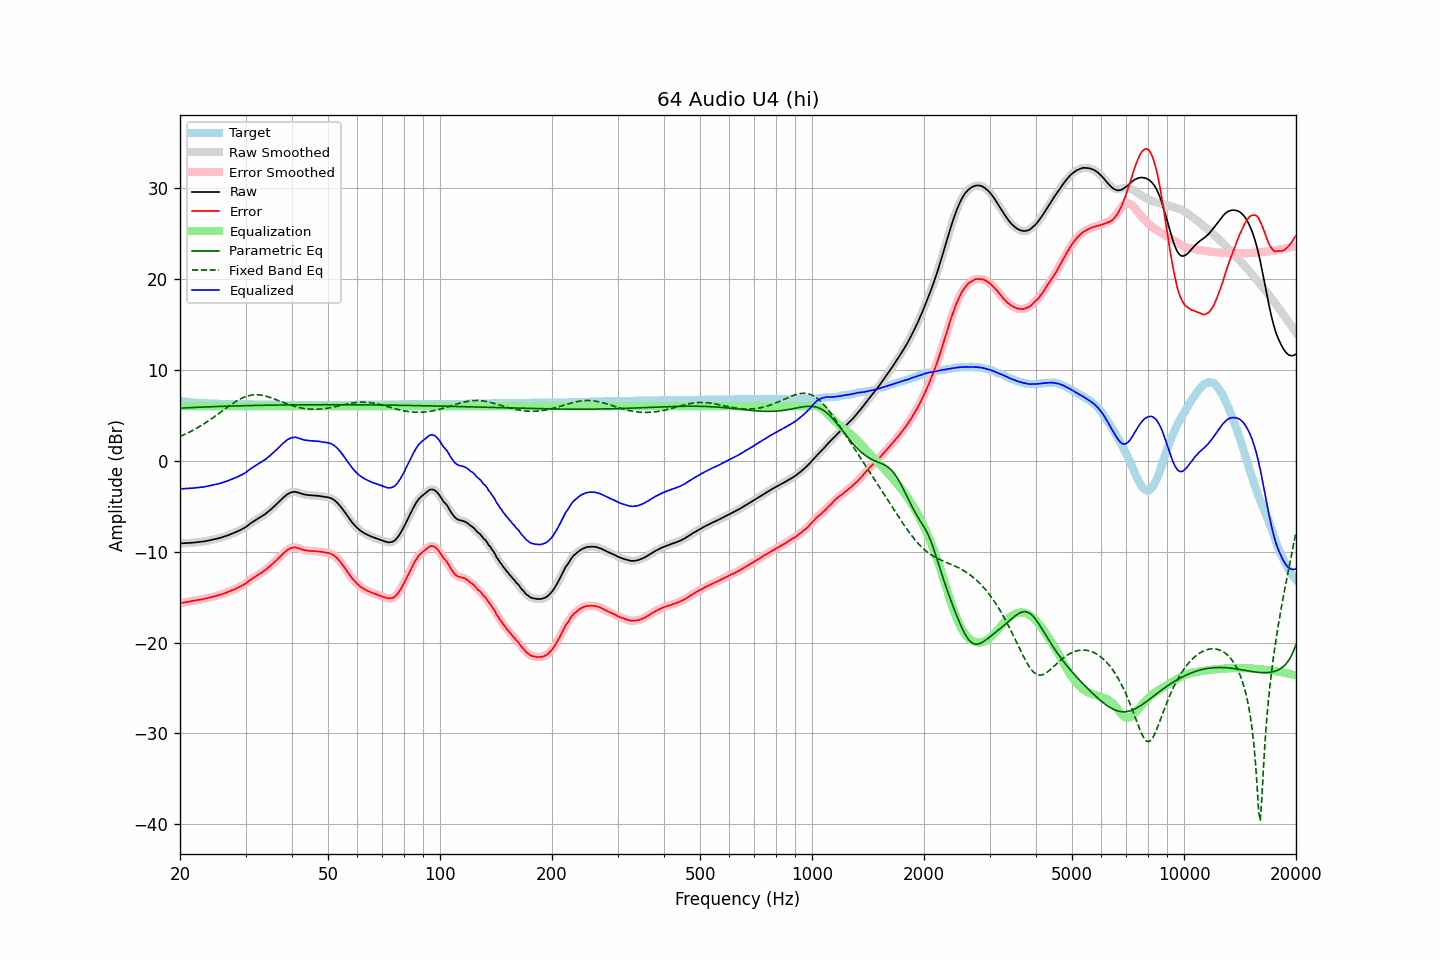 64 Audio U4 (hi)
Target
Raw Smoothed
Error Smoothed
Raw
Error
Equalization
Parametric Eq
Fixed Band Eq
Equalized
Amplitude (dBr)
30
20
10
0
−10
−20
−30
−40
20 50 100 200 500 1000 2000 5000 10000 20000
Frequency (Hz)